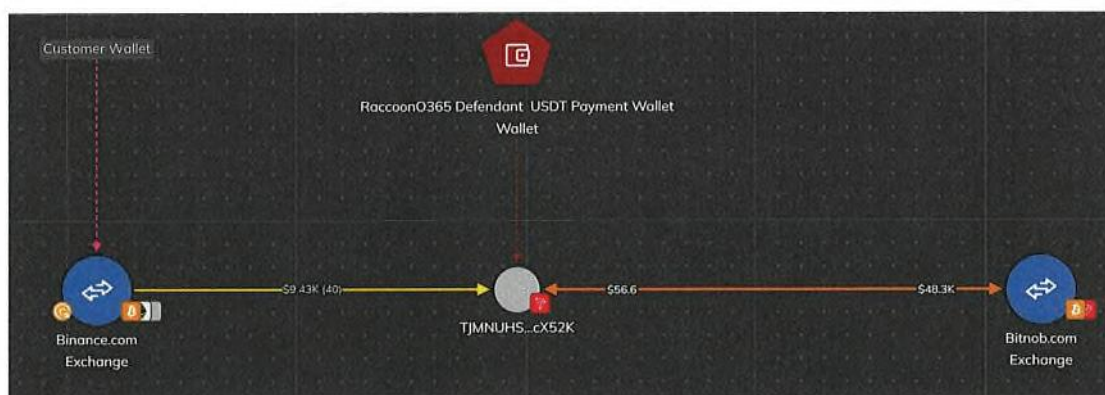 Customer Wallet
RaccoonO365 Defendant USDT Payment Wallet
Wallet
$9.43K (40)
$56.6
$48.3K
TJMNUHS...cX52K
Binance.com
Exchange
Bitnob.com
Exchange